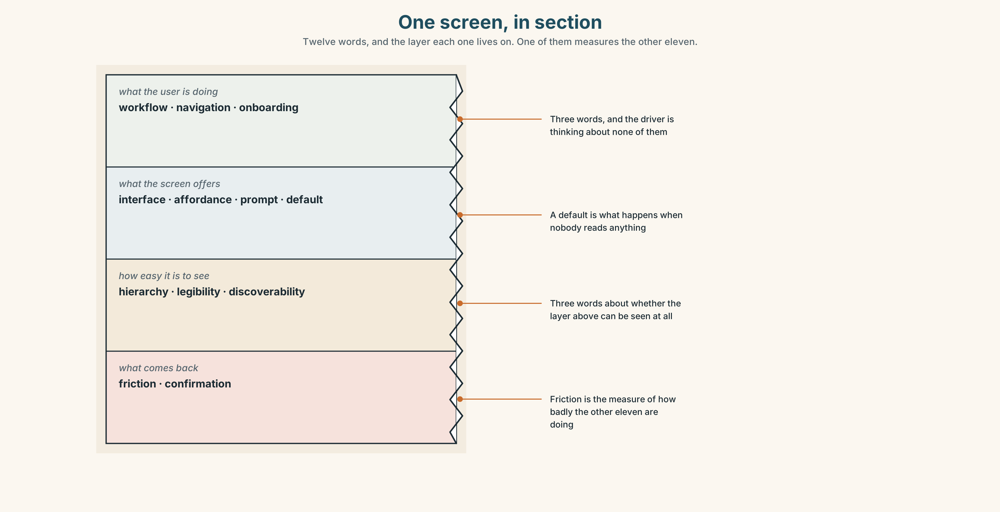 One screen, in section
Twelve words, and the layer each one lives on. One of them measures the other eleven.
what the user is doing
workflow · navigation · onboarding
Three words, and the driver is
thinking about none of them
what the screen offers
interface · affordance · prompt · default
A default is what happens when
nobody reads anything
how easy it is to see
hierarchy · legibility · discoverability
Three words about whether the
layer above can be seen at all
what comes back
friction · confirmation
Friction is the measure of how
badly the other eleven are
doing